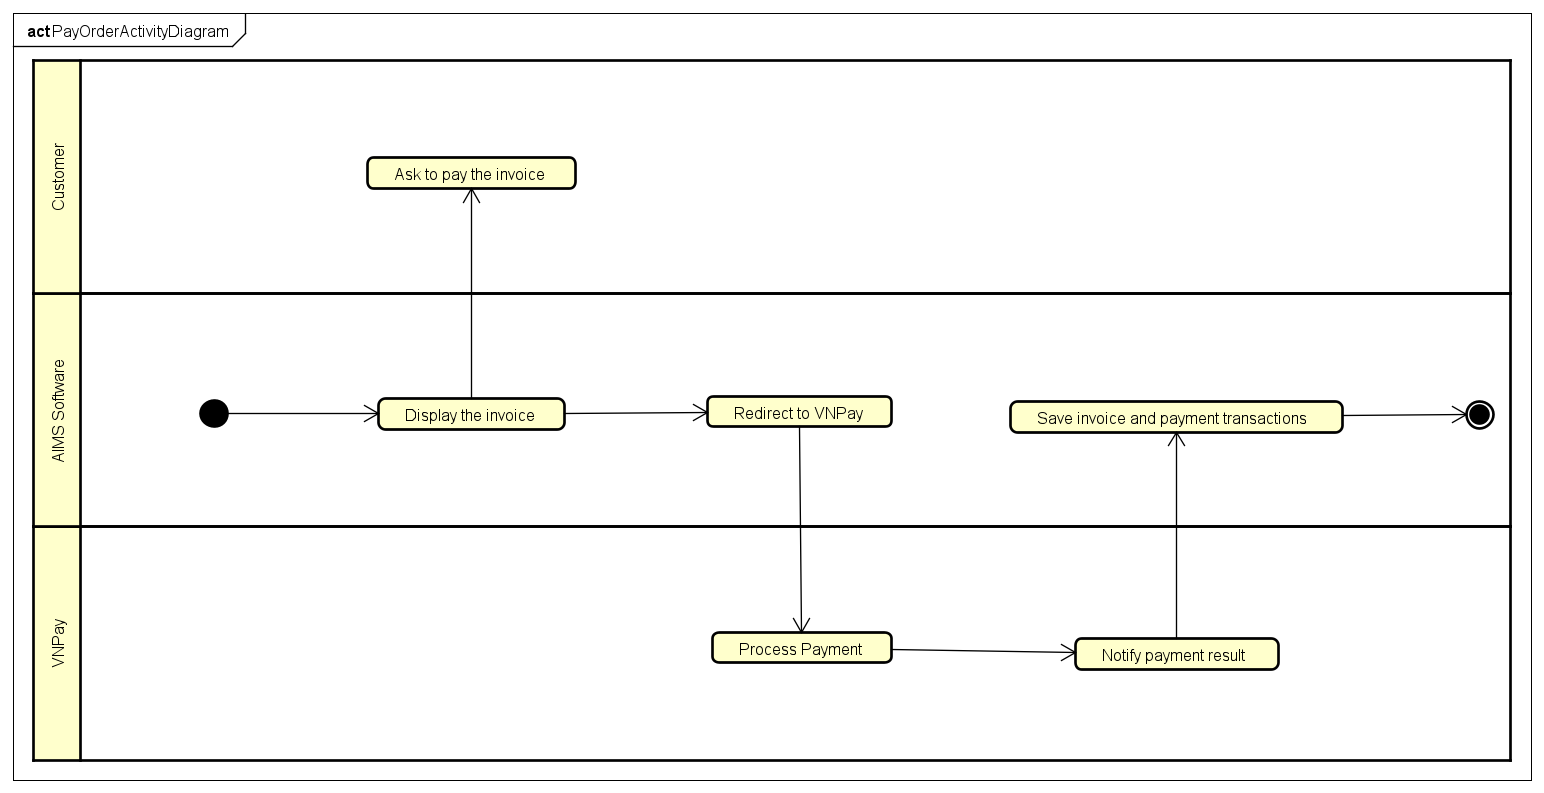 act PayOrderActivityDiagram
Customer
Ask to pay the invoice
AIMS Software
Display the invoice
Redirect to VNPay
Save invoice and payment transactions
VNPay
Process Payment
Notify payment result